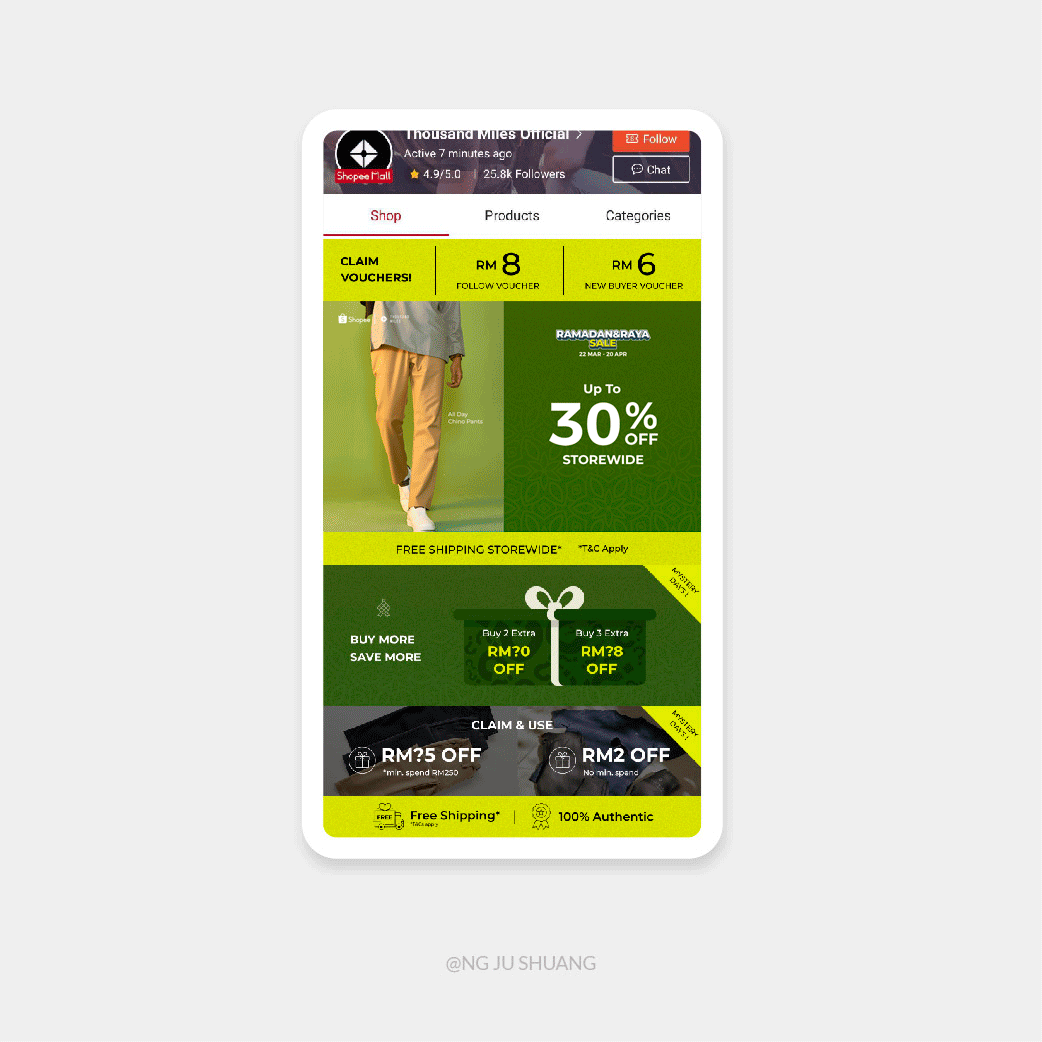 Thousand Miles Official >
Active 7 minutes ago
4.9/5.0 | 25.8k Followers
Shopee Mall
Follow
Chat
Shop
Products
Categories
CLAIM
VOUCHERS!
RM 8
FOLLOW VOUCHER
RM 6
NEW BUYER VOUCHER
Shopee
All Day
Chino Pants
RAMADAN&RAYA
SALE
22 MAR - 20 APR
Up To
30%
OFF
STOREWIDE
FREE SHIPPING STOREWIDE* *T&C Apply
MYSTERY
DAYS!
BUY MORE
SAVE MORE
Buy 2 Extra
RM?0
OFF
Buy 3 Extra
RM?8
OFF
MYSTERY
DAYS!
CLAIM & USE
RM?5 OFF
*min. spend RM250
RM2 OFF
No min. spend
FREE
Free Shipping*
*T&Cs apply
100% Authentic
@NG JU SHUANG